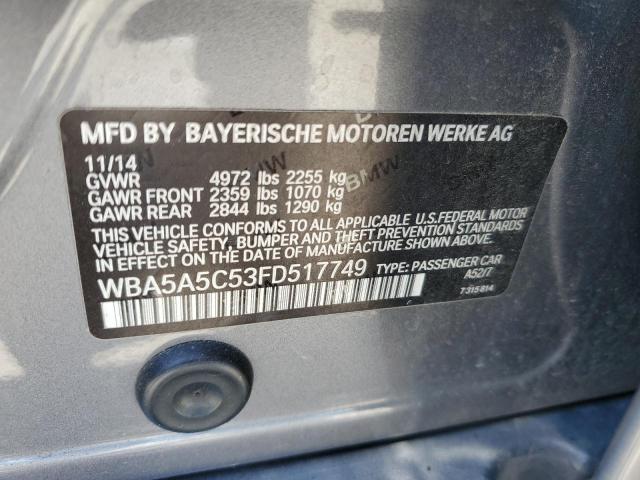 MFD BY BAYERISCHE MOTOREN WERKE AG
11/14
GVWR 4972 lbs 2255 kg
GAWR FRONT 2359 lbs 1070 kg
GAWR REAR 2844 lbs 1290 kg
THIS VEHICLE CONFORMS TO ALL APPLICABLE U.S.FEDERAL MOTOR
VEHICLE SAFETY, BUMPER AND THEFT PREVENTION STANDARDS
IN EFFECT ON THE DATE OF MANUFACTURE SHOWN ABOVE.
WBA5A5C53FD517749 TYPE: PASSENGER CAR
A52/7
7315814
BMW